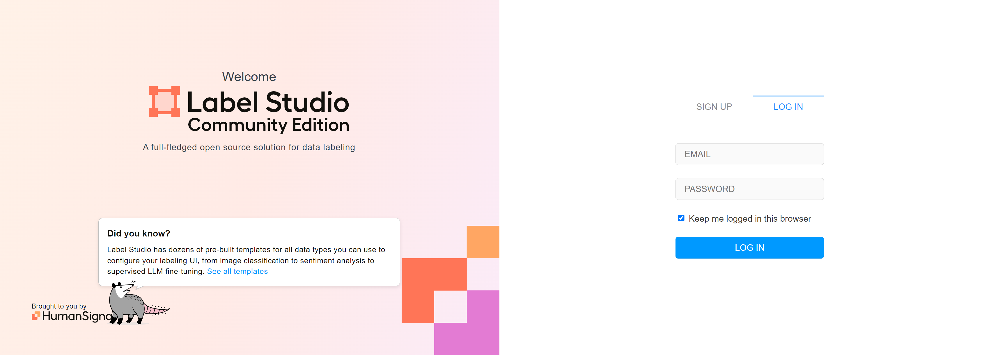 Welcome
Label Studio
Community Edition
A full-fledged open source solution for data labeling
Did you know?
Label Studio has dozens of pre-built templates for all data types you can use to
configure your labeling UI, from image classification to sentiment analysis to
supervised LLM fine-tuning. See all templates
Brought to you by
HumanSigna
SIGN UP
LOG IN
EMAIL
PASSWORD
Keep me logged in this browser
LOG IN